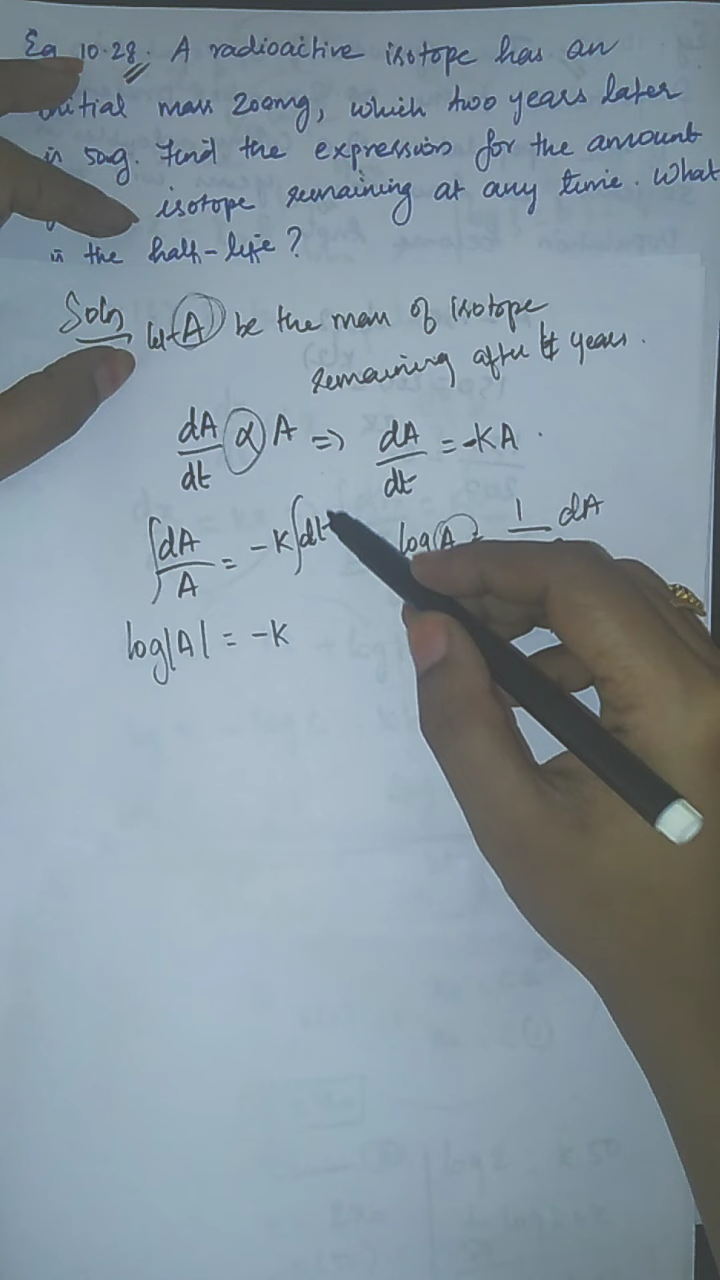 Eg 10.28. A radioactive isotope has an
initial mass 200mg, which two years later
is 50mg. Find the expression for the amount
isotope remaining at any time. What
is the half-life?
Soln let A be the mass of isotope
remaining after t years.
dA/dt ∝ A ⇒ dA/dt = -KA.
∫dA/A = -K∫dt log(A = 1 dA
log|A| = -K